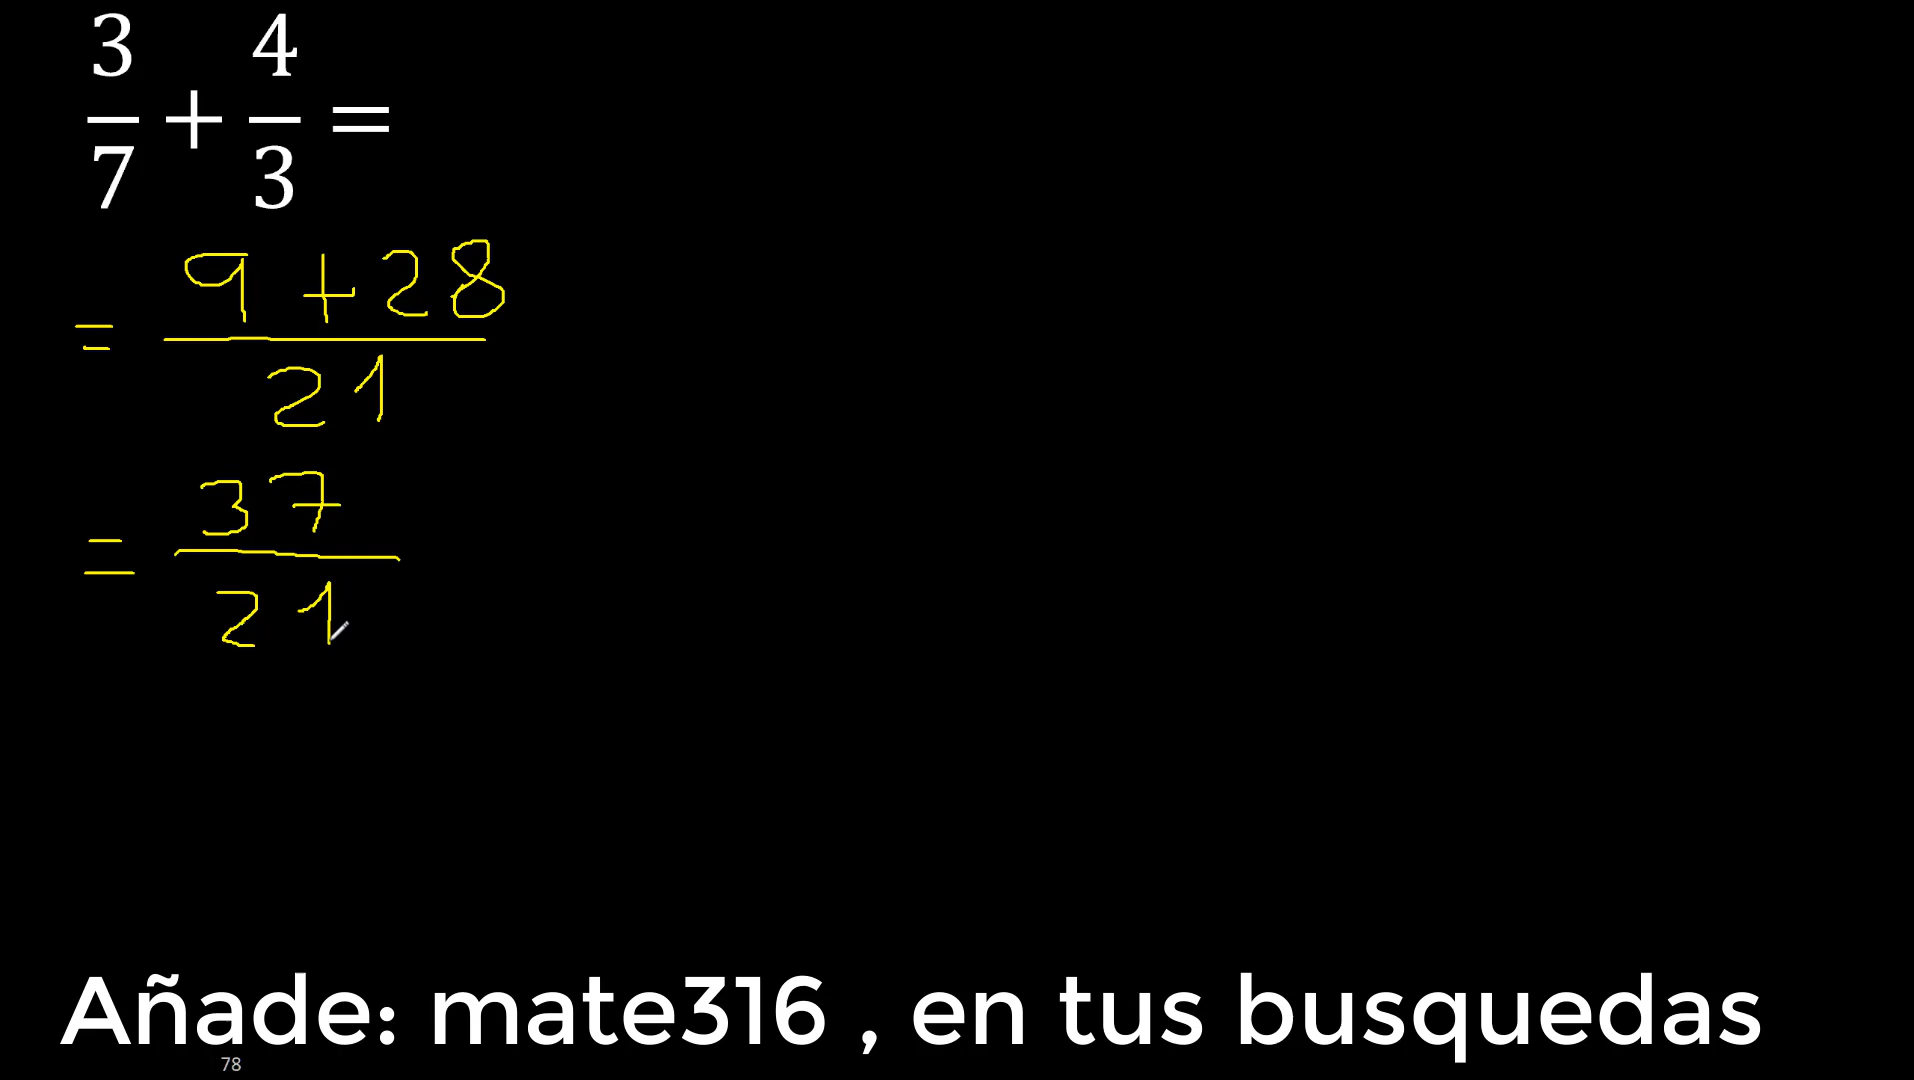 3/7 + 4/3 =
= 9 + 28 / 21
= 37 / 21
Añade: mate316 , en tus busquedas
78